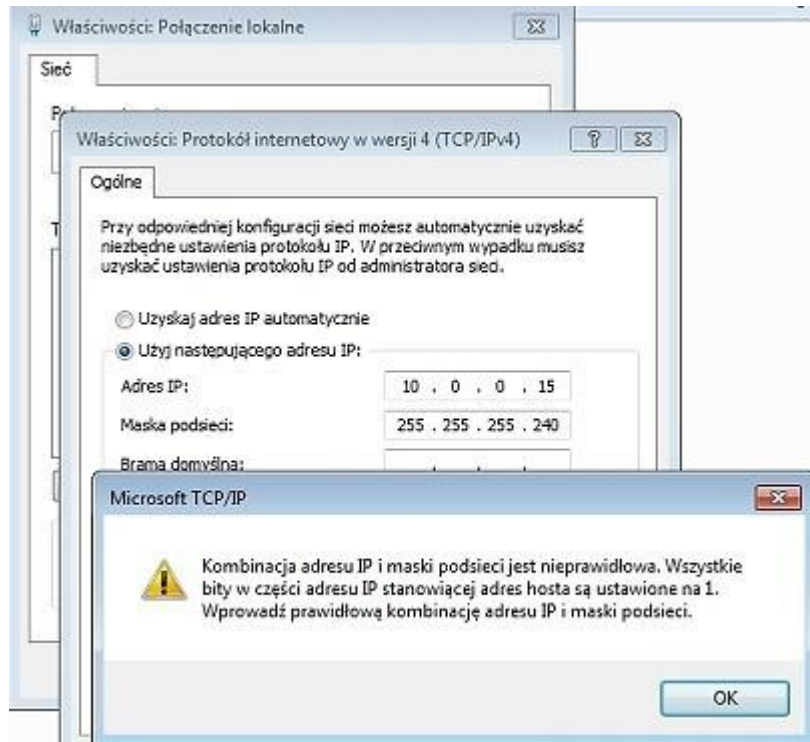 Właściwości: Połączenie lokalne
Sieć
Właściwości: Protokół internetowy w wersji 4 (TCP/IPv4)
Ogólne
Przy odpowiedniej konfiguracji sieci możesz automatycznie uzyskać
niezbędne ustawienia protokołu IP. W przeciwnym wypadku musisz
uzyskać ustawienia protokołu IP od administratora sieci.
Uzyskaj adres IP automatycznie
Użyj następującego adresu IP:
Adres IP: 10 . 0 . 0 . 15
Maska podsieci: 255 . 255 . 255 . 240
Brama domyślna: . . .
Microsoft TCP/IP
Kombinacja adresu IP i maski podsieci jest nieprawidłowa. Wszystkie
bity w części adresu IP stanowiącej adres hosta są ustawione na 1.
Wprowadź prawidłową kombinację adresu IP i maski podsieci.
OK